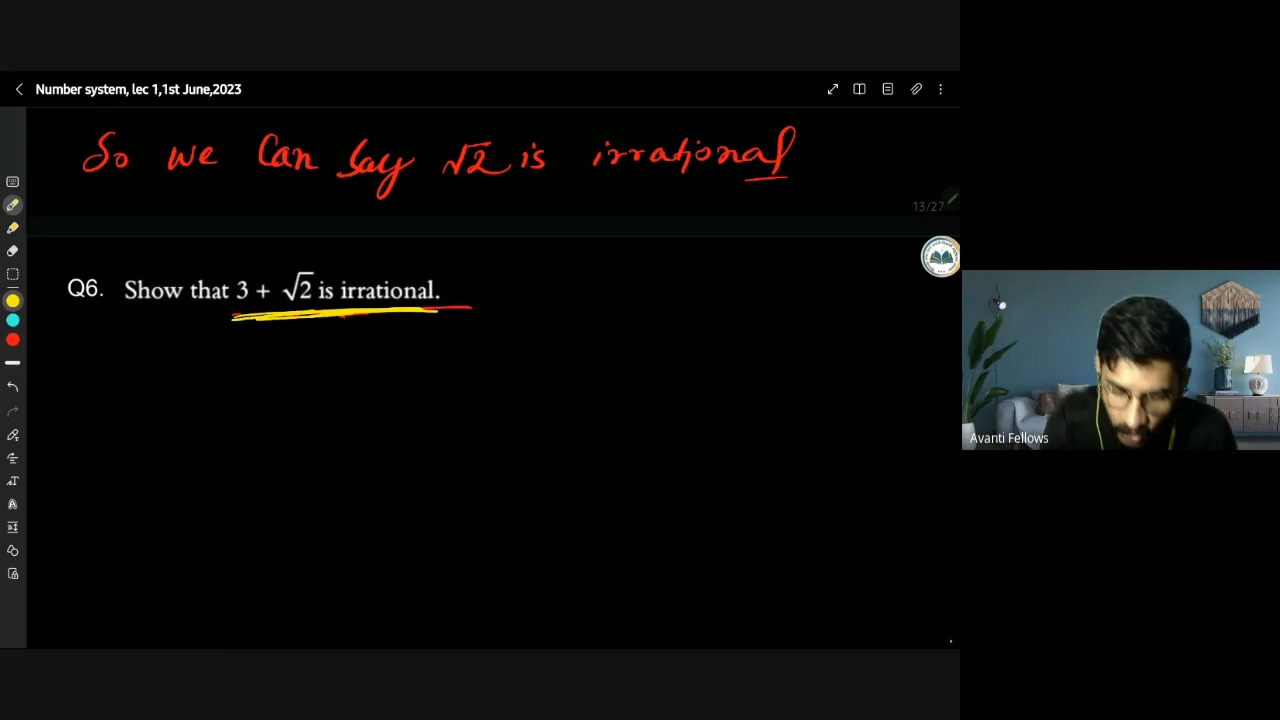 Number system, lec 1,1st June,2023
So we Can Say √2 is irrational
13/27
Q6. Show that 3 + √2 is irrational.
Avanti Fellows